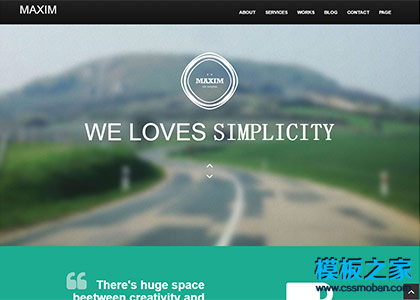 MAXIM
ABOUT SERVICES WORKS BLOG CONTACT PAGE
MAXIM
WE LOVES SIMPLICITY
There's huge space
beetween creativity and
模板之家
www.cssmoban.com